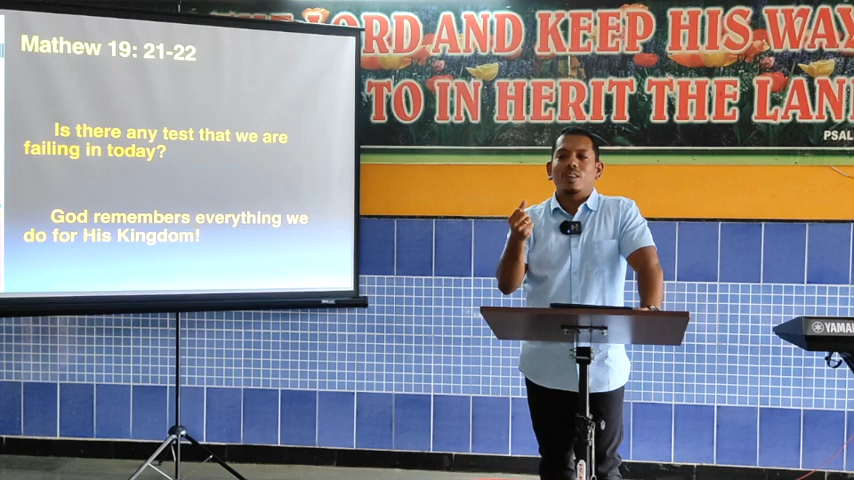 Mathew 19: 21-22
Is there any test that we are
failing in today?
God remembers everything we
do for His Kingdom!
LORD AND KEEP HIS WAY
TO IN HERIT THE LAN
PSAL
YAMAH